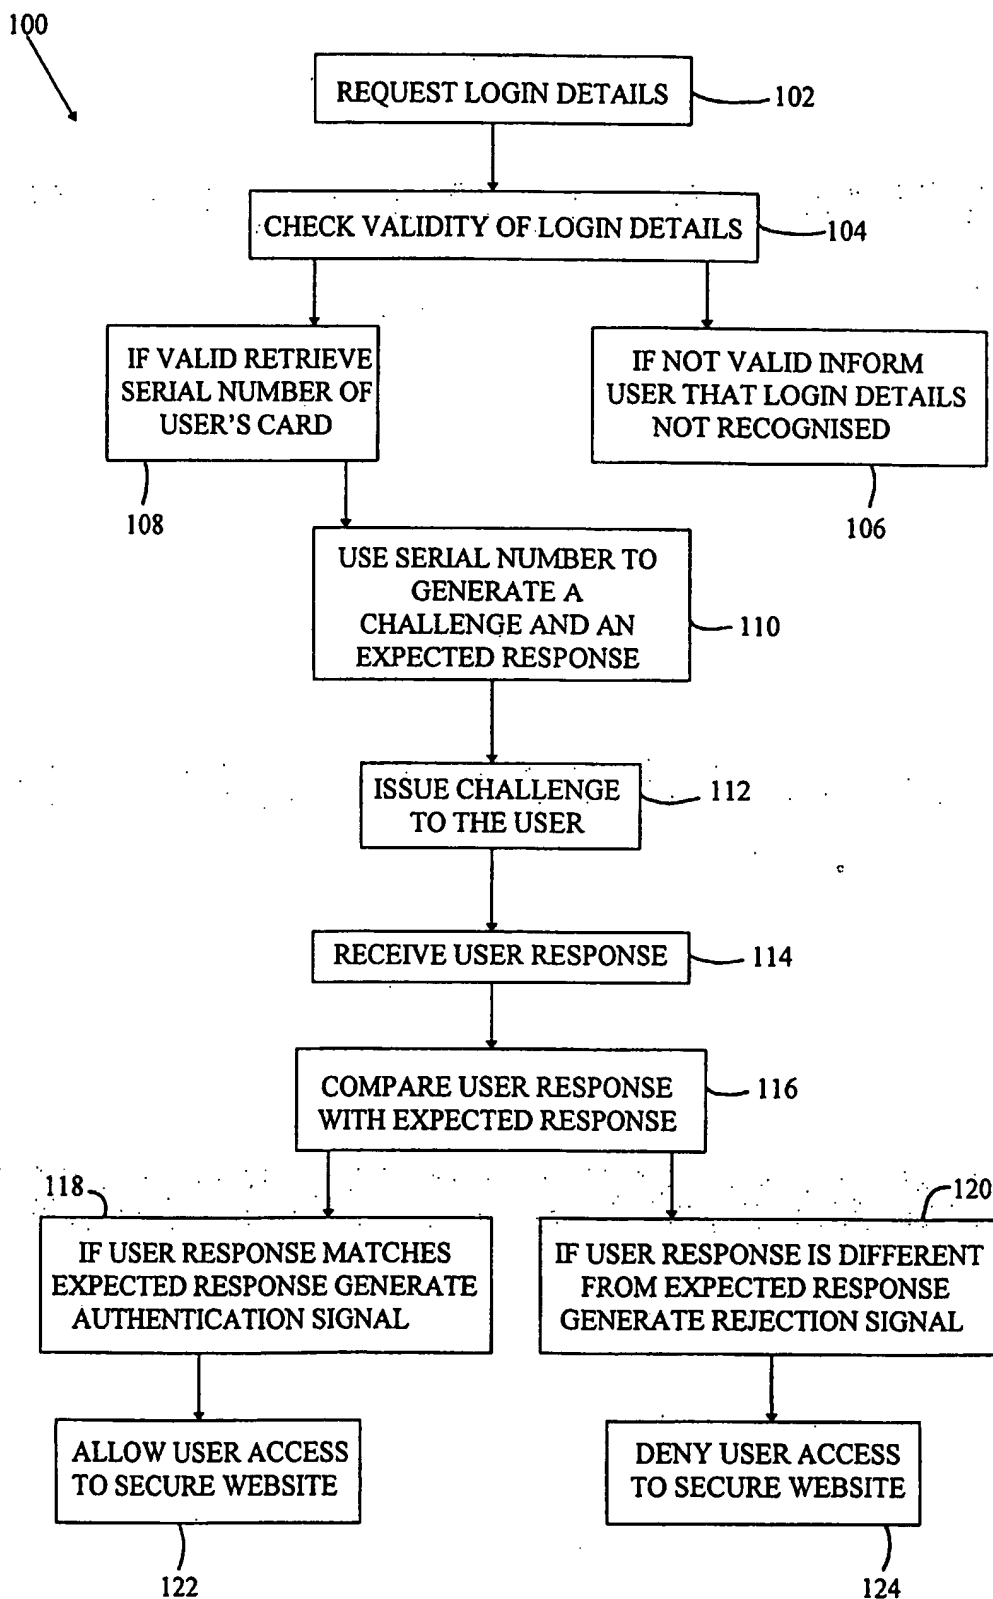 100
REQUEST LOGIN DETAILS
102
CHECK VALIDITY OF LOGIN DETAILS
104
IF VALID RETRIEVE
SERIAL NUMBER OF
USER'S CARD
108
IF NOT VALID INFORM
USER THAT LOGIN DETAILS
NOT RECOGNISED
106
USE SERIAL NUMBER TO
GENERATE A
CHALLENGE AND AN
EXPECTED RESPONSE
110
ISSUE CHALLENGE
TO THE USER
112
RECEIVE USER RESPONSE
114
COMPARE USER RESPONSE
WITH EXPECTED RESPONSE
116
118
IF USER RESPONSE MATCHES
EXPECTED RESPONSE GENERATE
AUTHENTICATION SIGNAL
120
IF USER RESPONSE IS DIFFERENT
FROM EXPECTED RESPONSE
GENERATE REJECTION SIGNAL
ALLOW USER ACCESS
TO SECURE WEBSITE
122
DENY USER ACCESS
TO SECURE WEBSITE
124